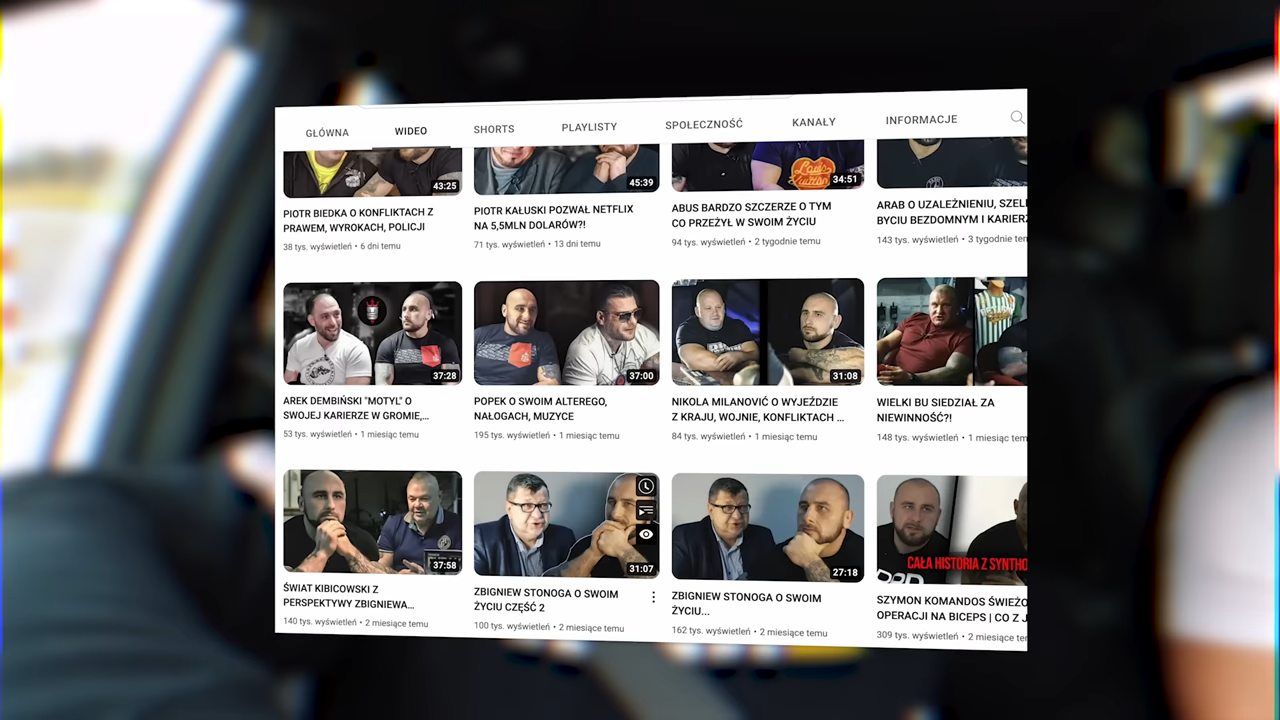 GŁÓWNA
WIDEO
SHORTS
PLAYLISTY
SPOŁECZNOŚĆ
KANAŁY
INFORMACJE
43:25
45:39
Louis
Vuitton
34:51
PIOTR BIEDKA O KONFLIKTACH Z
PRAWEM, WYROKACH, POLICJI
38 tys. wyświetleń • 6 dni temu
PIOTR KAŁUSKI POZWAŁ NETFLIX
NA 5,5MLN DOLARÓW?!
71 tys. wyświetleń • 13 dni temu
ABUS BARDZO SZCZERZE O TYM
CO PRZEŻYŁ W SWOIM ŻYCIU
94 tys. wyświetleń • 2 tygodnie temu
ARAB O UZALEŻNIENIU, SZEL
BYCIU BEZDOMNYM I KARIERZ
143 tys. wyświetleń • 3 tygodnie tem
37:28
37:00
31:08
AREK DEMBIŃSKI "MOTYL" O
SWOJEJ KARIERZE W GROMIE,...
53 tys. wyświetleń • 1 miesiąc temu
POPEK O SWOIM ALTEREGO,
NAŁOGACH, MUZYCE
195 tys. wyświetleń • 1 miesiąc temu
NIKOLA MILANOVIĆ O WYJEŹDZIE
Z KRAJU, WOJNIE, KONFLIKTACH ...
84 tys. wyświetleń • 1 miesiąc temu
WIELKI BU SIEDZIAŁ ZA
NIEWINNOŚĆ?!
148 tys. wyświetleń • 1 miesiąc tem
37:58
31:07
27:18
CAŁA HISTORIA Z SYNTHO
ŚWIAT KIBICOWSKI Z
PERSPEKTYWY ZBIGNIEWA...
140 tys. wyświetleń • 2 miesiące temu
ZBIGNIEW STONOGA O SWOIM
ŻYCIU CZĘŚĆ 2
100 tys. wyświetleń • 2 miesiące temu
ZBIGNIEW STONOGA O SWOIM
ŻYCIU...
162 tys. wyświetleń • 2 miesiące temu
SZYMON KOMANDOS ŚWIEŻO
OPERACJI NA BICEPS | CO Z J
309 tys. wyświetleń • 2 miesiące te